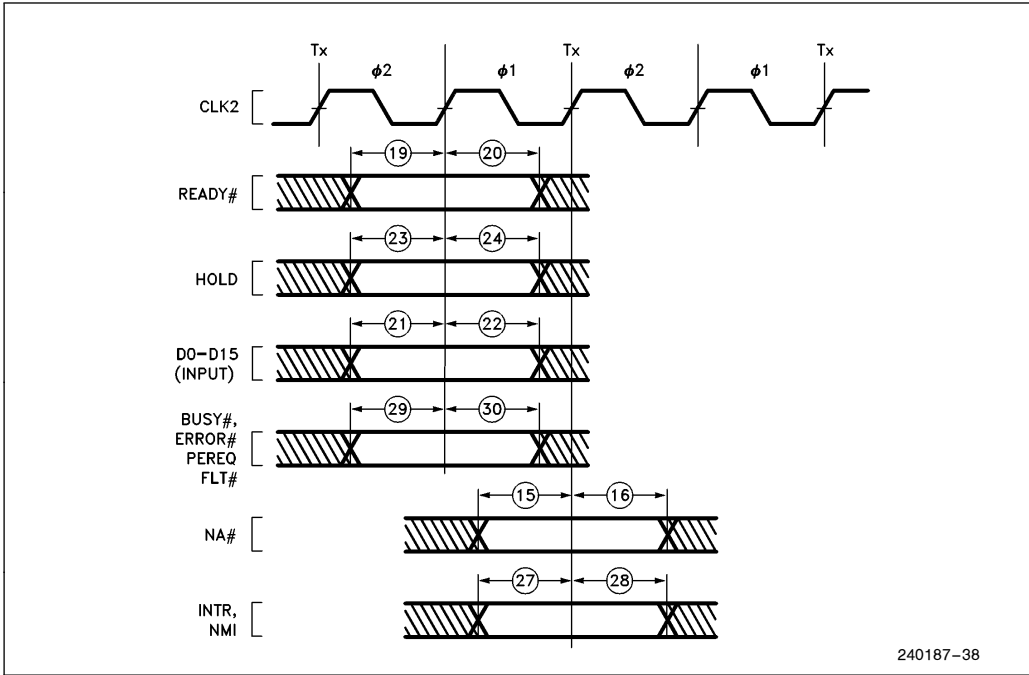 Tx Tx Tx
ϕ2 ϕ1 ϕ2 ϕ1
CLK2
19 20
READY#
23 24
HOLD
21 22
D0-D15
(INPUT)
29 30
BUSY#,
ERROR#
PEREQ
FLT#
15 16
NA#
27 28
INTR,
NMI
240187-38